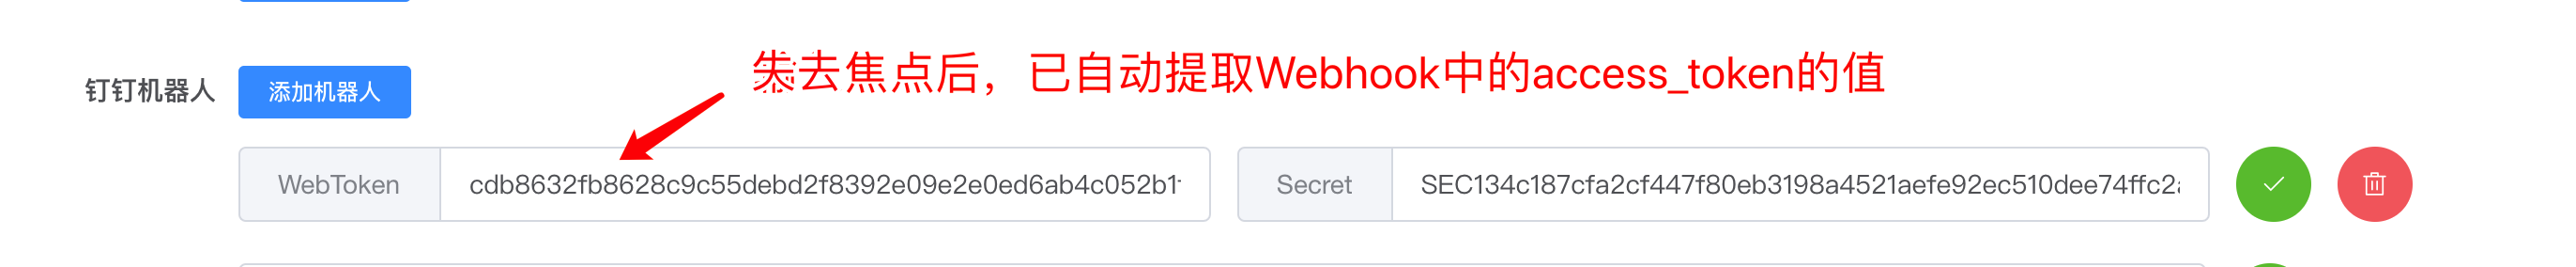 失去焦点后，已自动提取Webhook中的access_token的值
钉钉机器人 添加机器人
WebToken cdb8632fb8628c9c55debd2f8392e09e2e0ed6ab4c052b1 Secret SEC134c187cfa2cf447f80eb3198a4521aefe92ec510dee74ffc2